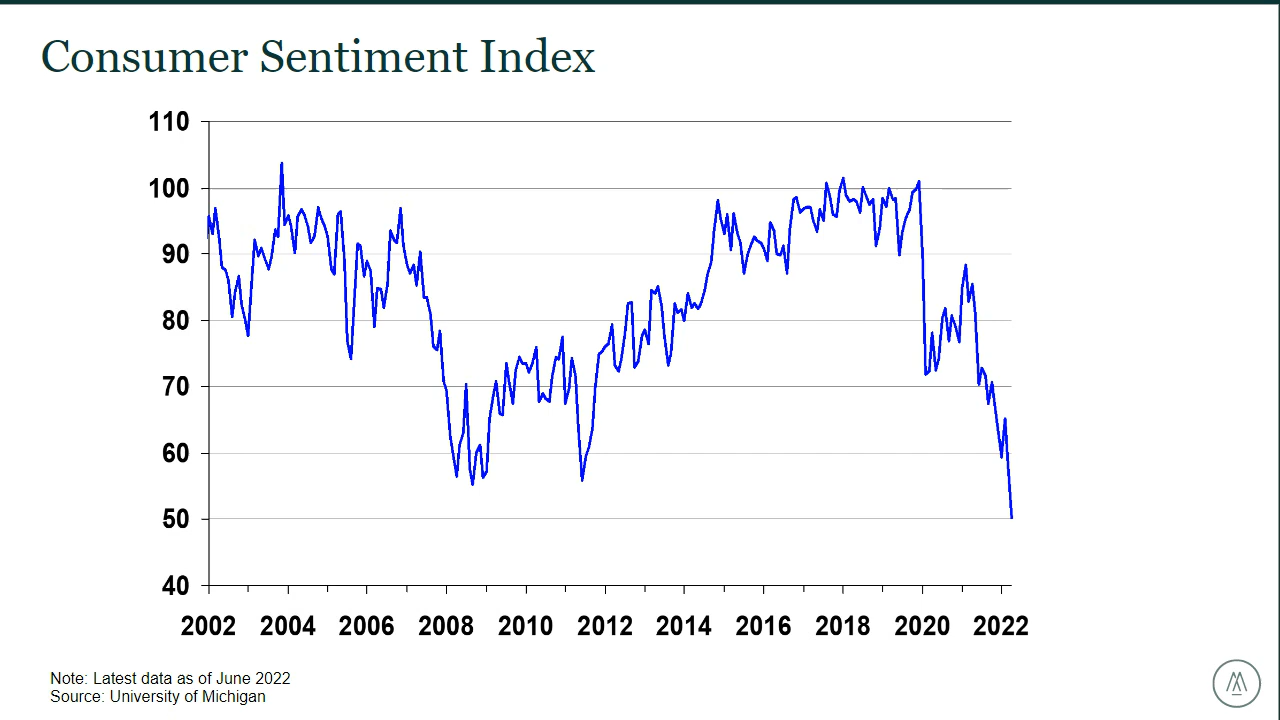 Consumer Sentiment Index
110
100
90
80
70
60
50
40
2002 2004 2006 2008 2010 2012 2014 2016 2018 2020 2022
Note: Latest data as of June 2022
Source: University of Michigan